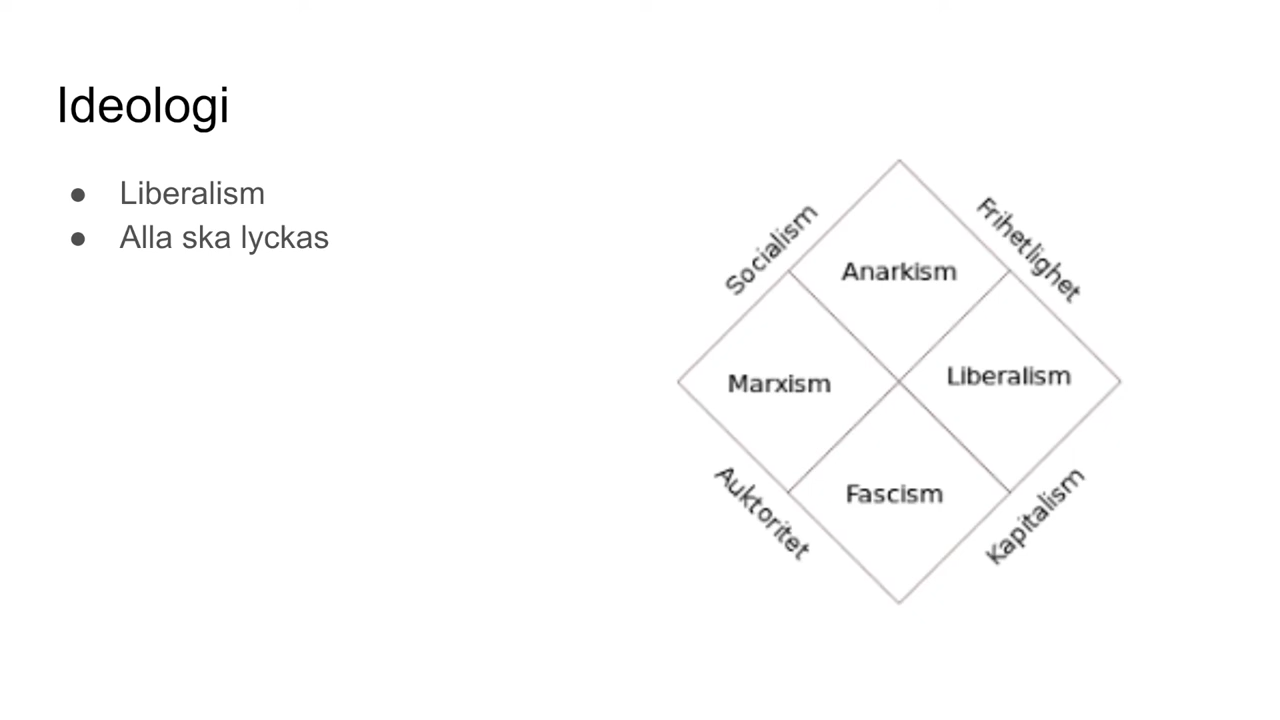 Ideologi
● Liberalism
● Alla ska lyckas
Socialism
Frihetlighet
Anarkism
Marxism
Liberalism
Fascism
Auktoritet
Kapitalism